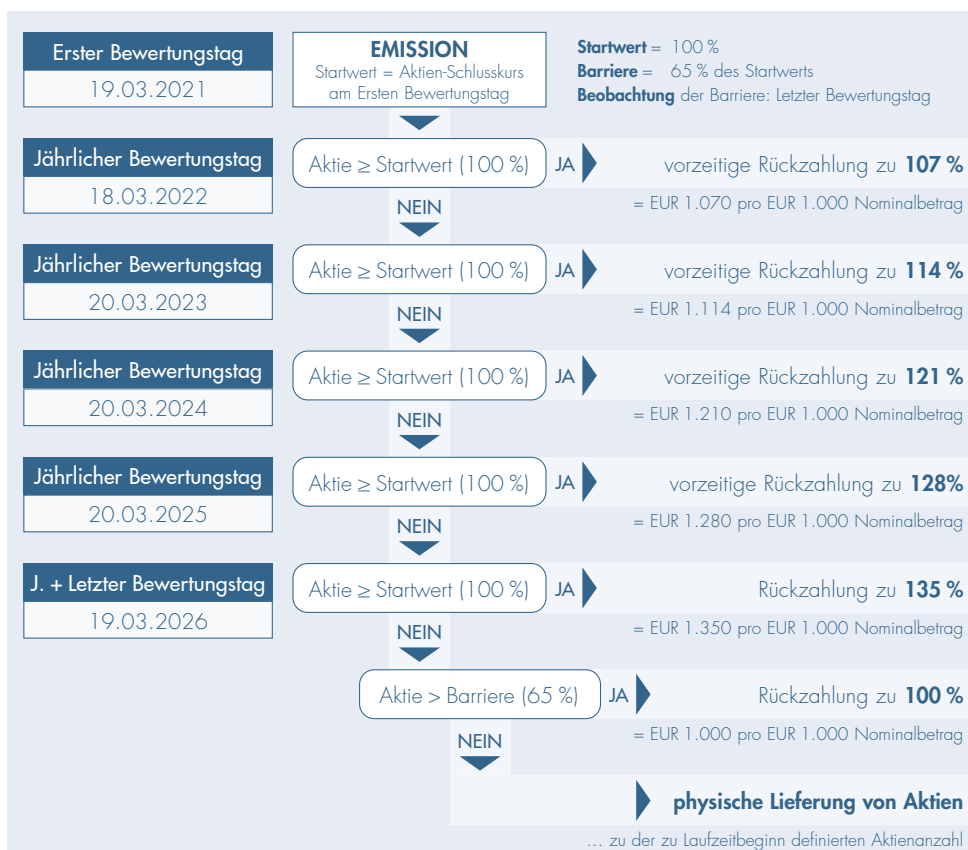 Erster Bewertungstag
19.03.2021
EMISSION
Startwert = Aktien-Schlusskurs
am Ersten Bewertungstag
Startwert = 100 %
Barriere = 65 % des Startwerts
Beobachtung der Barriere: Letzter Bewertungstag
Jährlicher Bewertungstag
18.03.2022
Aktie ≥ Startwert (100 %)
JA
vorzeitige Rückzahlung zu 107 %
= EUR 1.070 pro EUR 1.000 Nominalbetrag
NEIN
Jährlicher Bewertungstag
20.03.2023
Aktie ≥ Startwert (100 %)
JA
vorzeitige Rückzahlung zu 114 %
= EUR 1.114 pro EUR 1.000 Nominalbetrag
NEIN
Jährlicher Bewertungstag
20.03.2024
Aktie ≥ Startwert (100 %)
JA
vorzeitige Rückzahlung zu 121 %
= EUR 1.210 pro EUR 1.000 Nominalbetrag
NEIN
Jährlicher Bewertungstag
20.03.2025
Aktie ≥ Startwert (100 %)
JA
vorzeitige Rückzahlung zu 128%
= EUR 1.280 pro EUR 1.000 Nominalbetrag
NEIN
J. + Letzter Bewertungstag
19.03.2026
Aktie ≥ Startwert (100 %)
JA
Rückzahlung zu 135 %
= EUR 1.350 pro EUR 1.000 Nominalbetrag
NEIN
Aktie > Barriere (65 %)
JA
Rückzahlung zu 100 %
= EUR 1.000 pro EUR 1.000 Nominalbetrag
NEIN
physische Lieferung von Aktien
... zu der zu Laufzeitbeginn definierten Aktienanzahl